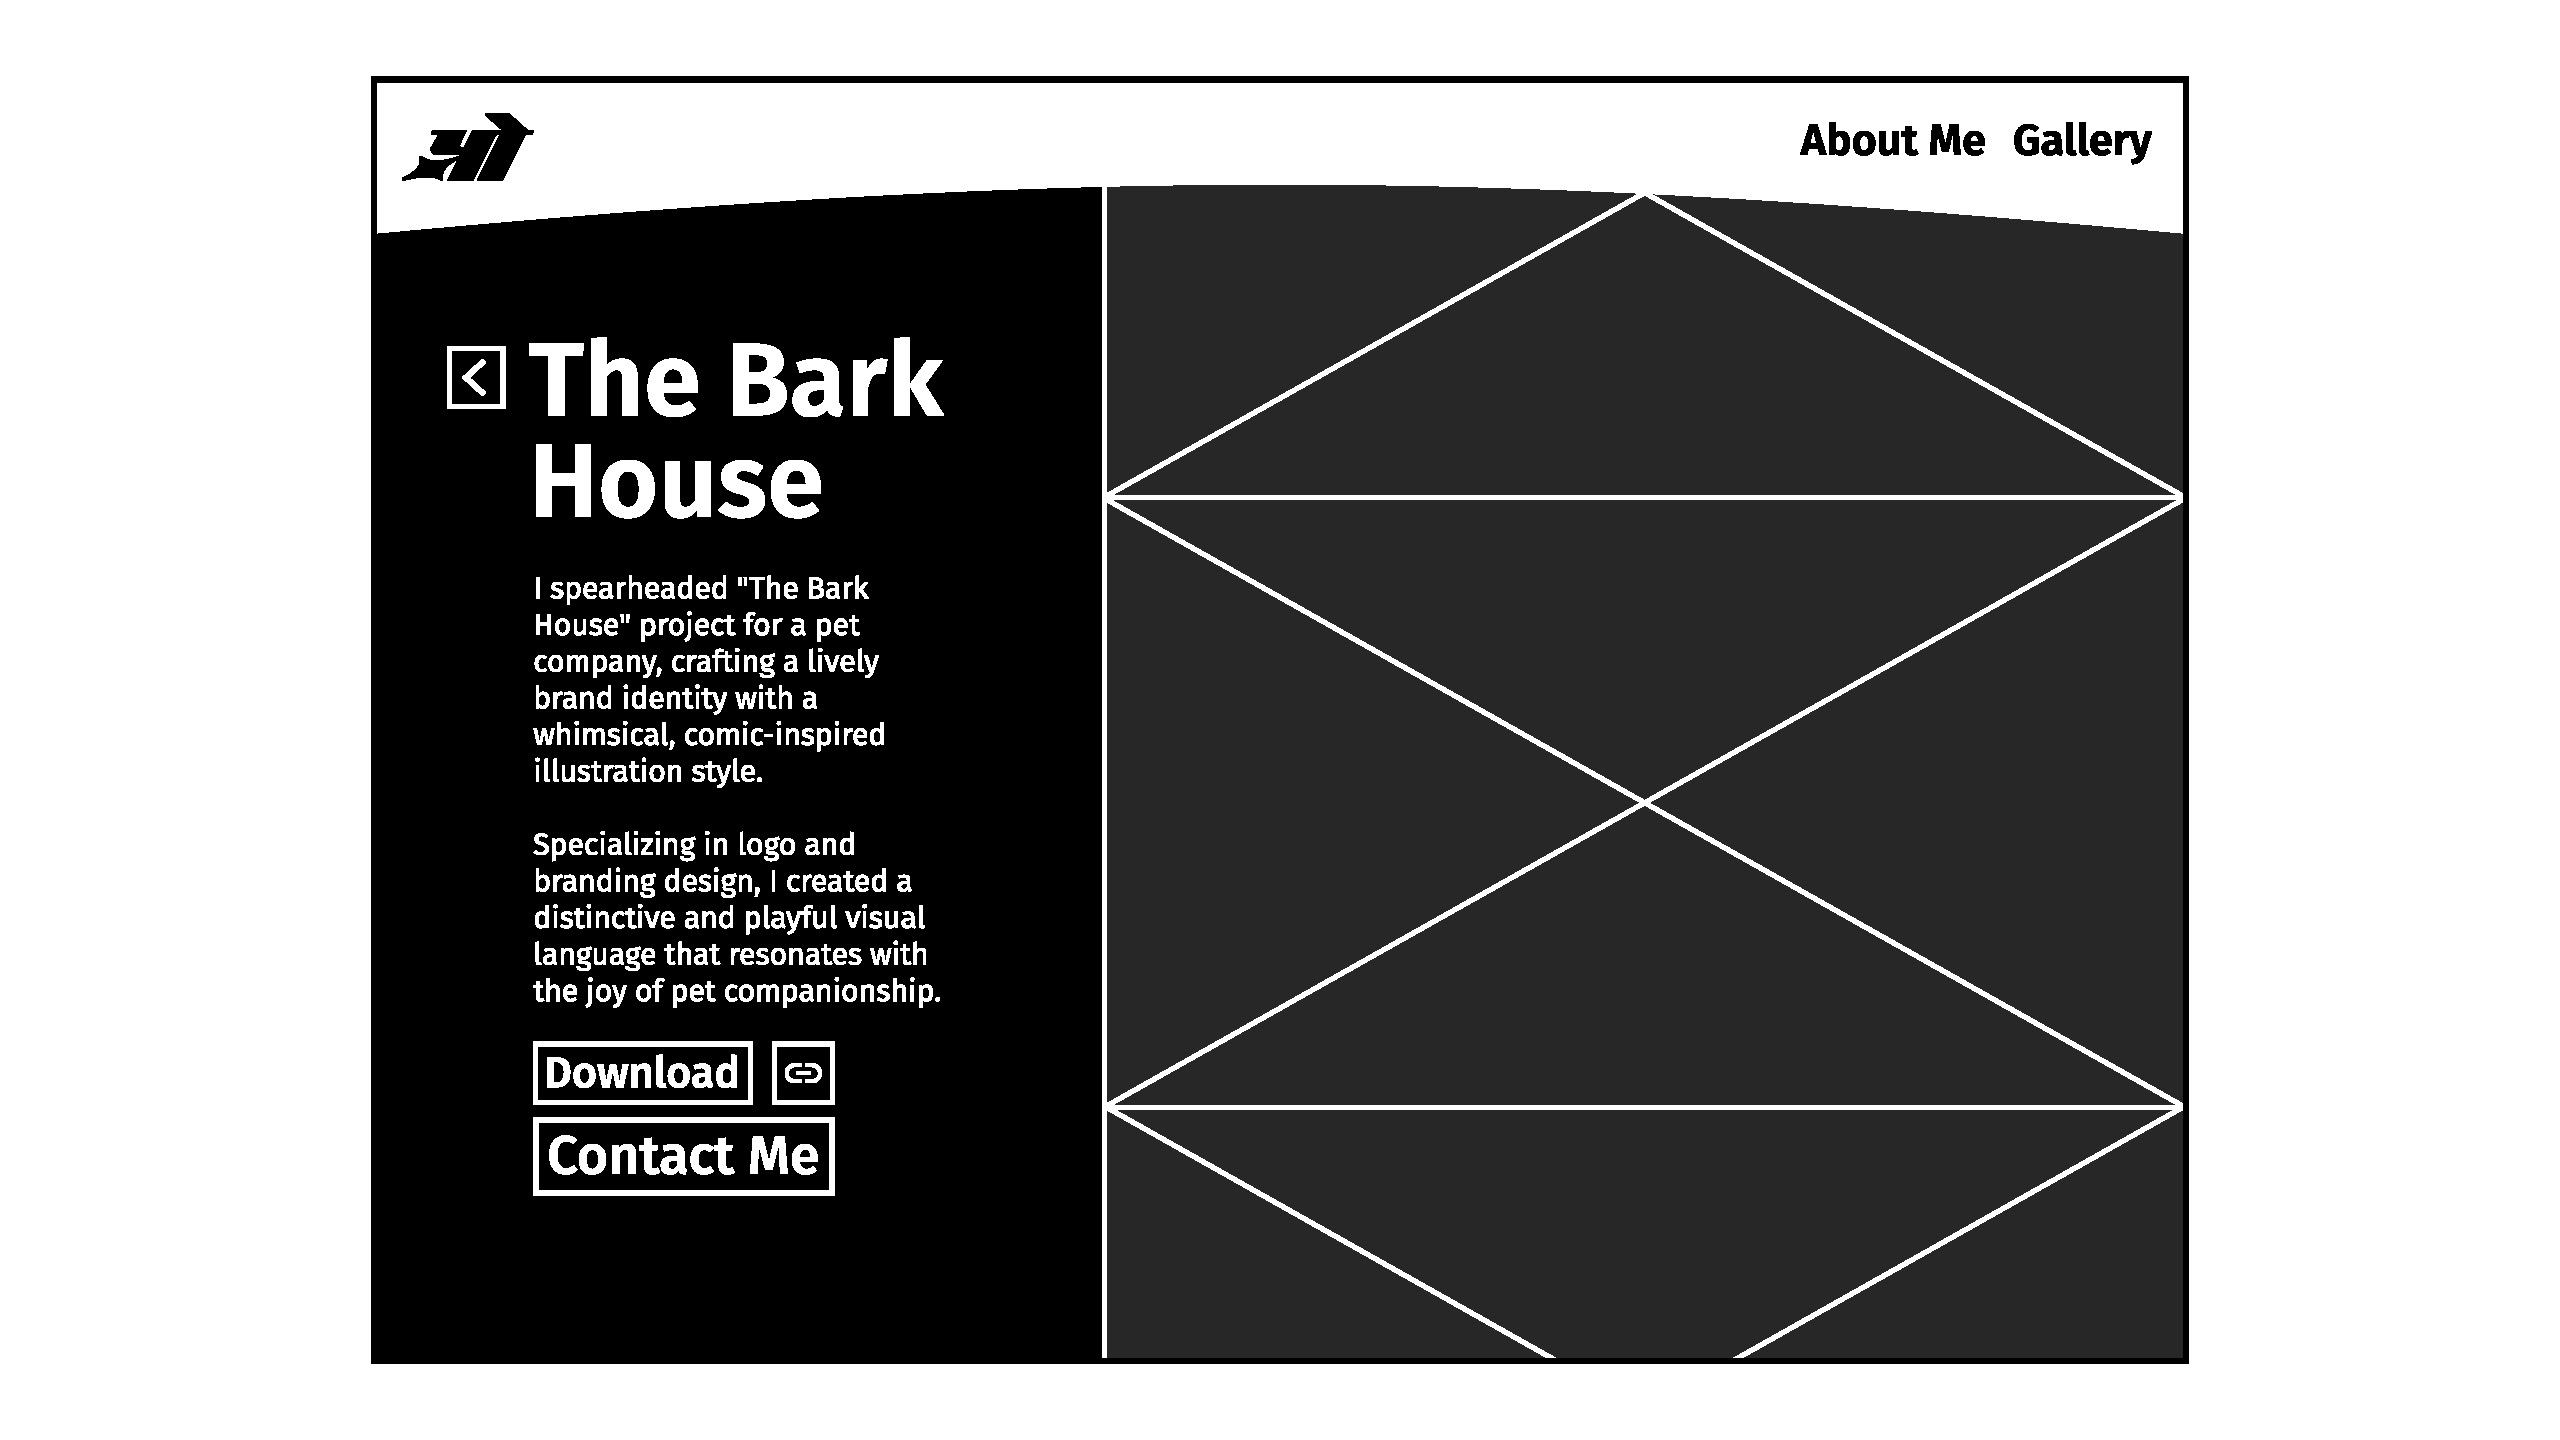 About Me Gallery
The Bark
House
I spearheaded "The Bark
House" project for a pet
company, crafting a lively
brand identity with a
whimsical, comic-inspired
illustration style.
Specializing in logo and
branding design, I created a
distinctive and playful visual
language that resonates with
the joy of pet companionship.
Download
Contact Me